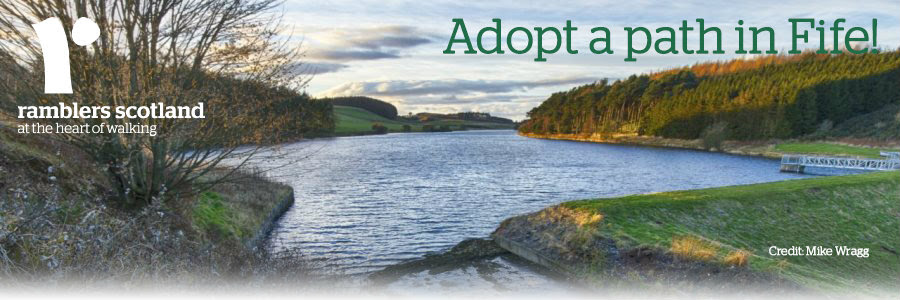 Adopt a path in Fife!
r
ramblers scotland
at the heart of walking
Credit: Mike Wragg